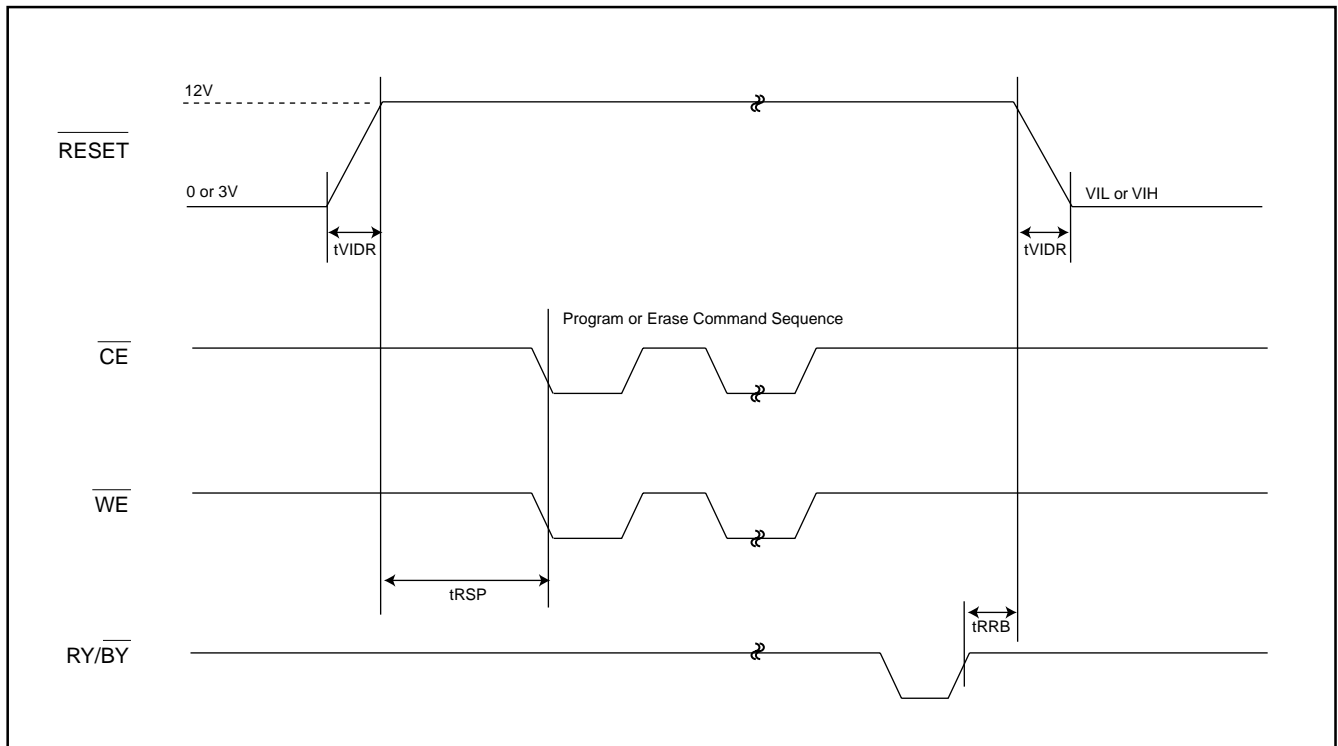 12V
RESET
0 or 3V
VIL or VIH
tVIDR
tVIDR
Program or Erase Command Sequence
CE
WE
tRSP
tRRB
RY/BY